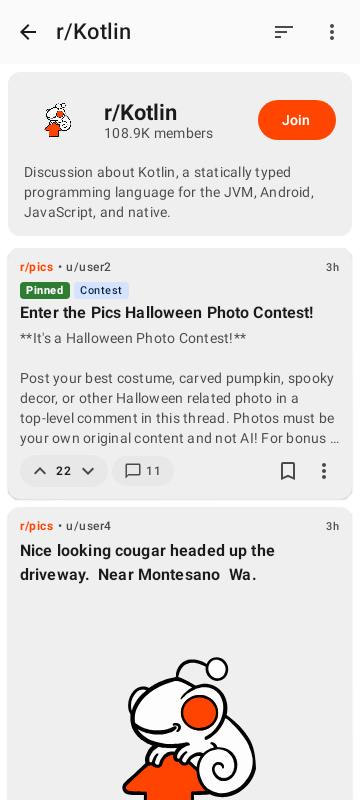 r/Kotlin
r/Kotlin
108.9K members
Join
Discussion about Kotlin, a statically typed
programming language for the JVM, Android,
JavaScript, and native.
r/pics • u/user2
3h
Pinned
Contest
Enter the Pics Halloween Photo Contest!
**It's a Halloween Photo Contest!**
Post your best costume, carved pumpkin, spooky
decor, or other Halloween related photo in a
top-level comment in this thread. Photos must be
your own original content and not AI! For bonus …
22
11
r/pics • u/user4
3h
Nice looking cougar headed up the
driveway.  Near Montesano  Wa.